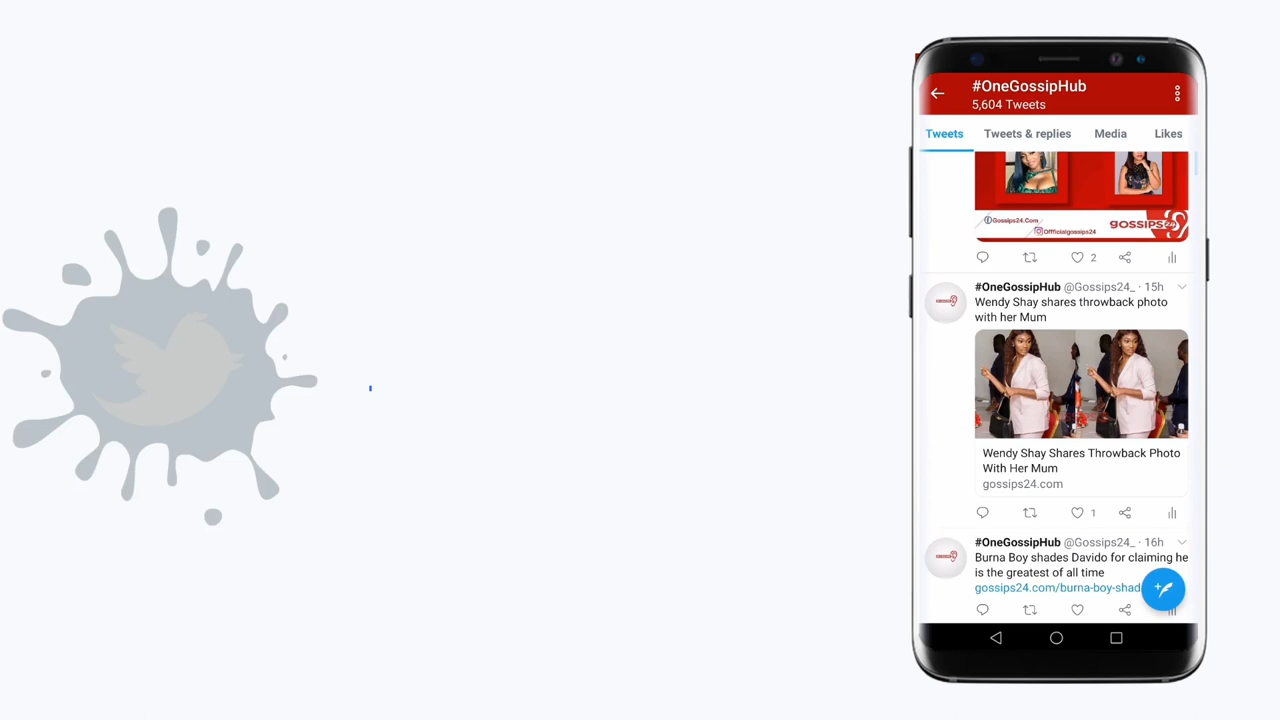 #OneGossipHub
5,604 Tweets
Tweets Tweets & replies Media Likes
Gossips24.Com
Offficialgossips24
gossips24
2
#OneGossipHub @Gossips24_ · 15h
Wendy Shay shares throwback photo
with her Mum
Wendy Shay Shares Throwback Photo
With Her Mum
gossips24.com
1
#OneGossipHub @Gossips24_ · 16h
Burna Boy shades Davido for claiming he
is the greatest of all time
gossips24.com/burna-boy-shad